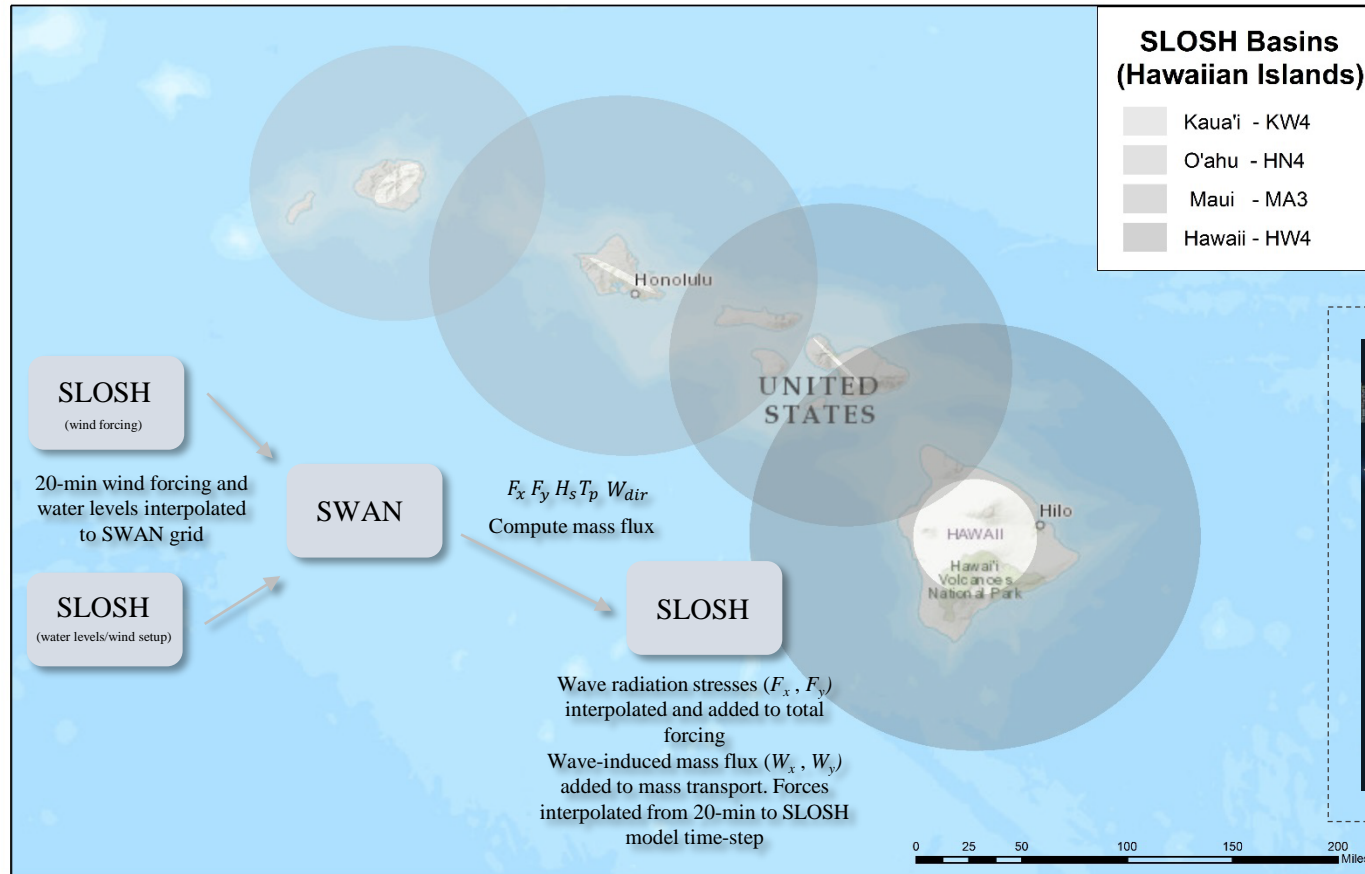 SLOSH Basins
(Hawaiian Islands)
Kaua'i - KW4
O'ahu - HN4
Maui - MA3
Hawaii - HW4
Honolulu
UNITED
STATES
SLOSH
(wind forcing)
20-min wind forcing and
water levels interpolated
to SWAN grid
SLOSH
(water levels/wind setup)
SWAN
F_x F_y H_s T_p W_dir
Compute mass flux
Hilo
HAWAII
Hawai'i
Volcanoes
National Park
SLOSH
Wave radiation stresses (F_x , F_y)
interpolated and added to total
forcing
Wave-induced mass flux (W_x , W_y)
added to mass transport. Forces
interpolated from 20-min to SLOSH
model time-step
0 25 50 100 150 200
Miles